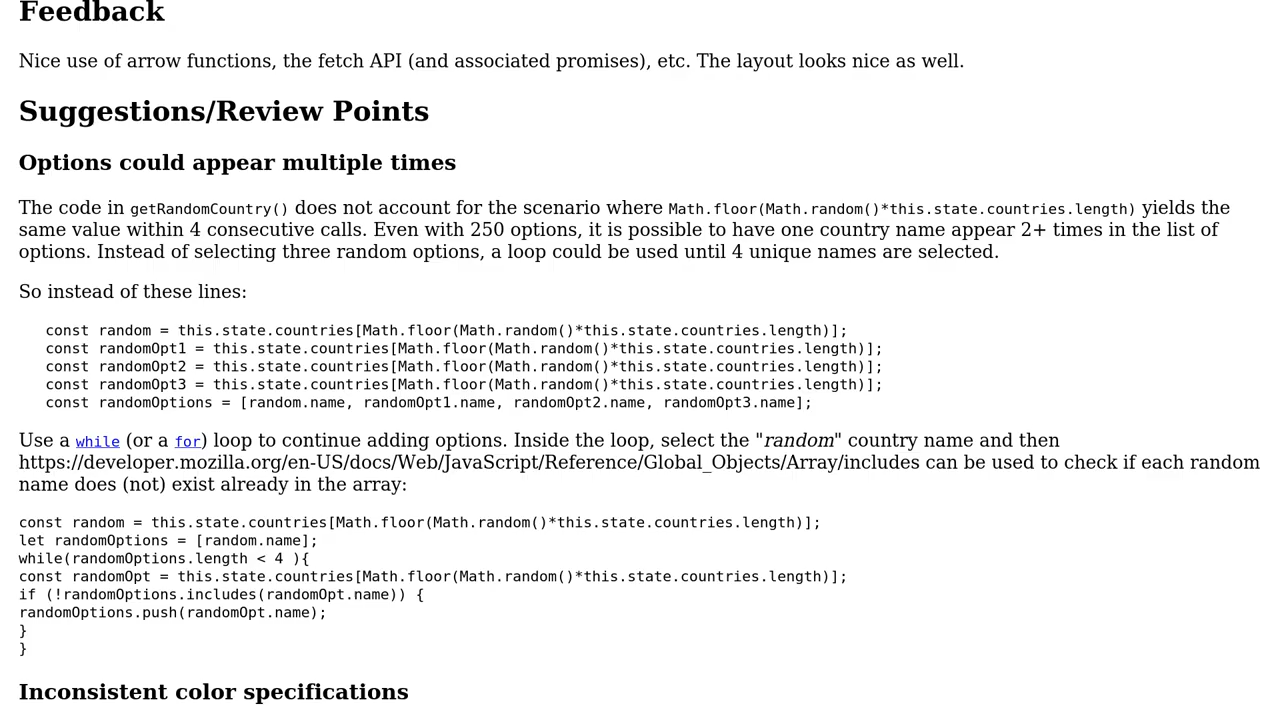 Feedback
Nice use of arrow functions, the fetch API (and associated promises), etc. The layout looks nice as well.
Suggestions/Review Points
Options could appear multiple times
The code in getRandomCountry() does not account for the scenario where Math.floor(Math.random()*this.state.countries.length) yields the
same value within 4 consecutive calls. Even with 250 options, it is possible to have one country name appear 2+ times in the list of
options. Instead of selecting three random options, a loop could be used until 4 unique names are selected.
So instead of these lines:
const random = this.state.countries[Math.floor(Math.random()*this.state.countries.length)];
const randomOpt1 = this.state.countries[Math.floor(Math.random()*this.state.countries.length)];
const randomOpt2 = this.state.countries[Math.floor(Math.random()*this.state.countries.length)];
const randomOpt3 = this.state.countries[Math.floor(Math.random()*this.state.countries.length)];
const randomOptions = [random.name, randomOpt1.name, randomOpt2.name, randomOpt3.name];
Use a while (or a for) loop to continue adding options. Inside the loop, select the "random" country name and then
https://developer.mozilla.org/en-US/docs/Web/JavaScript/Reference/Global_Objects/Array/includes can be used to check if each random
name does (not) exist already in the array:
const random = this.state.countries[Math.floor(Math.random()*this.state.countries.length)];
let randomOptions = [random.name];
while(randomOptions.length < 4 ){
const randomOpt = this.state.countries[Math.floor(Math.random()*this.state.countries.length)];
if (!randomOptions.includes(randomOpt.name)) {
randomOptions.push(randomOpt.name);
}
}
Inconsistent color specifications